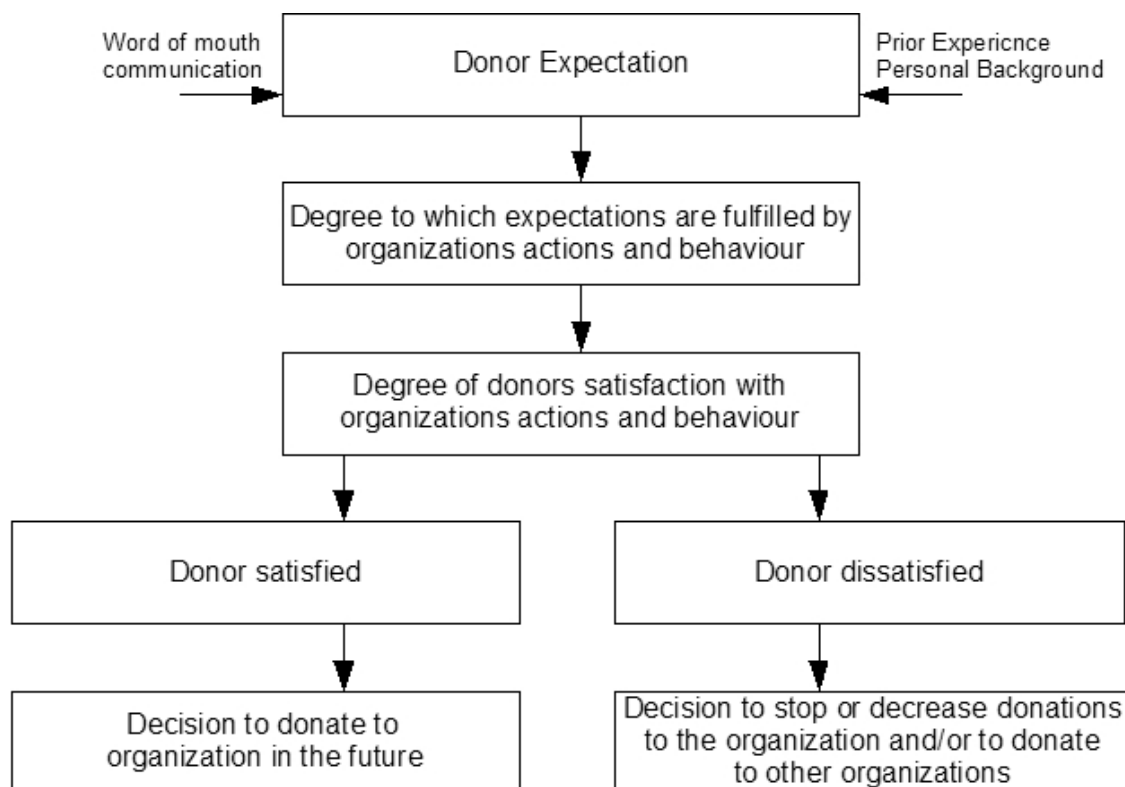 Word of mouth
communication
Donor Expectation
Prior Expericnce
Personal Background
Degree to which expectations are fulfilled by
organizations actions and behaviour
Degree of donors satisfaction with
organizations actions and behaviour
Donor satisfied
Donor dissatisfied
Decision to donate to
organization in the future
Decision to stop or decrease donations
to the organization and/or to donate
to other organizations